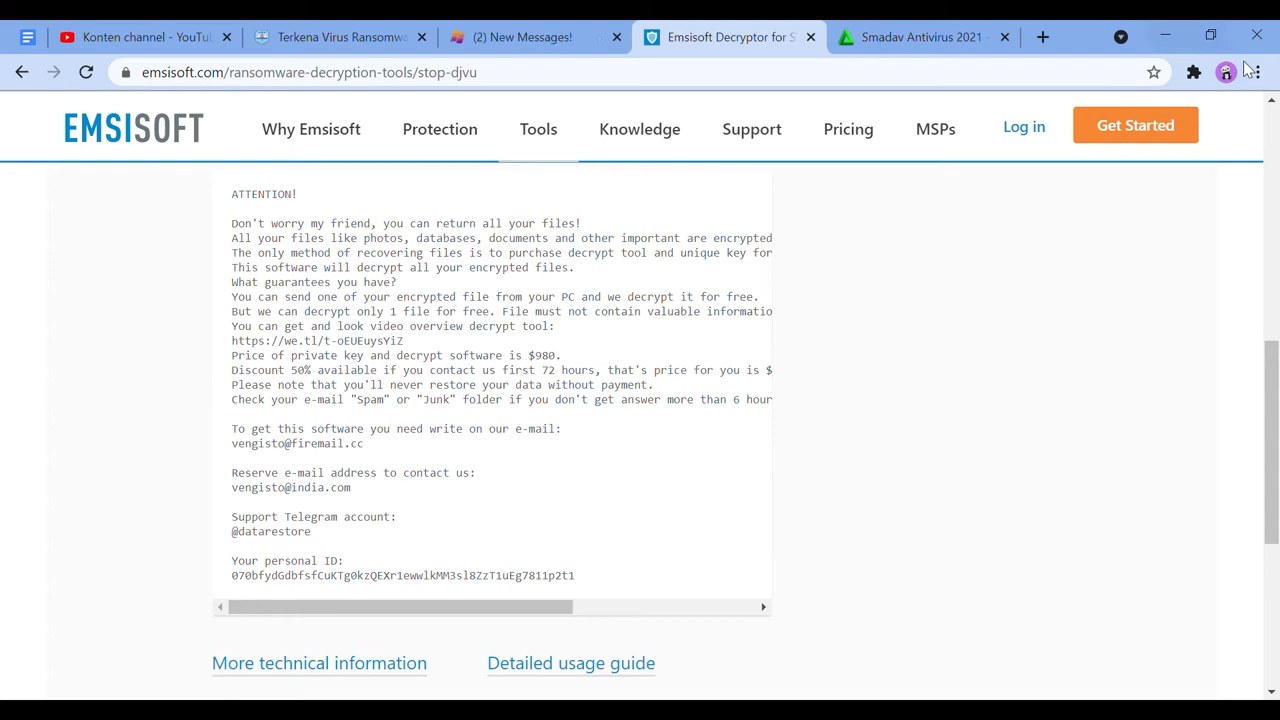 Konten channel - YouTu
Terkena Virus Ransomwa
(2) New Messages!
Emsisoft Decryptor for S
Smadav Antivirus 2021 -
emsisoft.com/ransomware-decryption-tools/stop-djvu
EMSISOFT
Why Emsisoft
Protection
Tools
Knowledge
Support
Pricing
MSPs
Log in
Get Started
ATTENTION!
Don't worry my friend, you can return all your files!
All your files like photos, databases, documents and other important are encrypted
The only method of recovering files is to purchase decrypt tool and unique key for
This software will decrypt all your encrypted files.
What guarantees you have?
You can send one of your encrypted file from your PC and we decrypt it for free.
But we can decrypt only 1 file for free. File must not contain valuable informatio
You can get and look video overview decrypt tool:
https://we.tl/t-oEUEuysYiZ
Price of private key and decrypt software is $980.
Discount 50% available if you contact us first 72 hours, that's price for you is $
Please note that you'll never restore your data without payment.
Check your e-mail "Spam" or "Junk" folder if you don't get answer more than 6 hour
To get this software you need write on our e-mail:
vengisto@firemail.cc
Reserve e-mail address to contact us:
vengisto@india.com
Support Telegram account:
@datarestore
Your personal ID:
070bfydGdbfsfCuKTg0kzQEXr1ewwlkMM3sl8ZzT1uEg7811p2t1
More technical information
Detailed usage guide